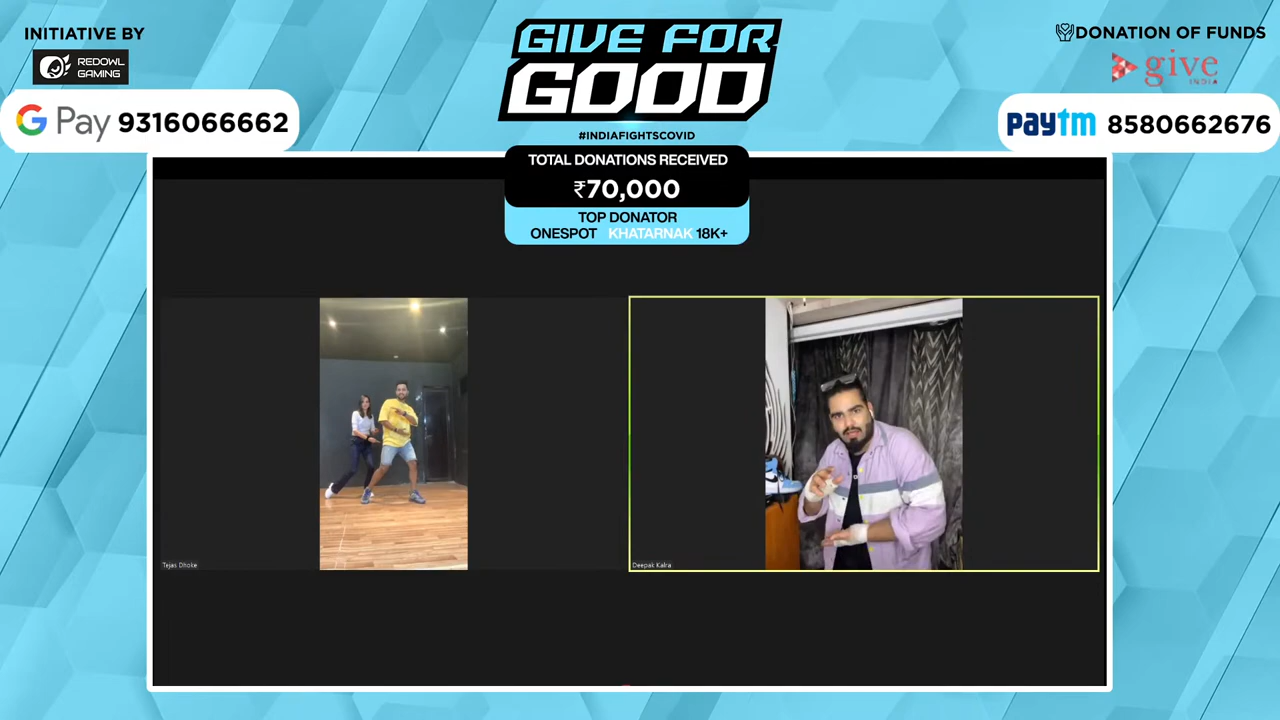 INITIATIVE BY
REDOWL
GAMING
G Pay 9316066662
GIVE FOR
GOOD
#INDIAFIGHTSCOVID
DONATION OF FUNDS
give
INDIA
paytm 8580662676
TOTAL DONATIONS RECEIVED
₹70,000
TOP DONATOR
ONESPOT KHATARNAK 18K+
Tejas Dhoke
Deepak Kalra